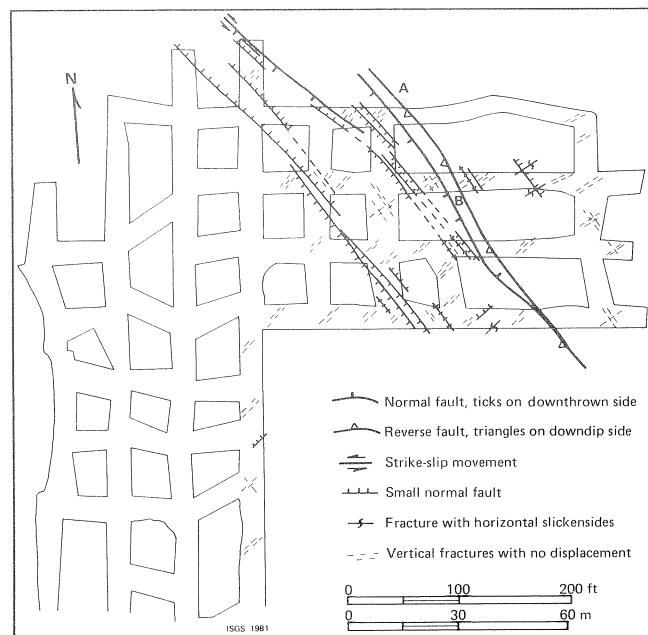 N
A
B
Normal fault, ticks on downthrown side
Reverse fault, triangles on downdip side
Strike-slip movement
Small normal fault
Fracture with horizontal slickensides
Vertical fractures with no displacement
0 100 200 ft
0 30 60 m
ISGS 1981